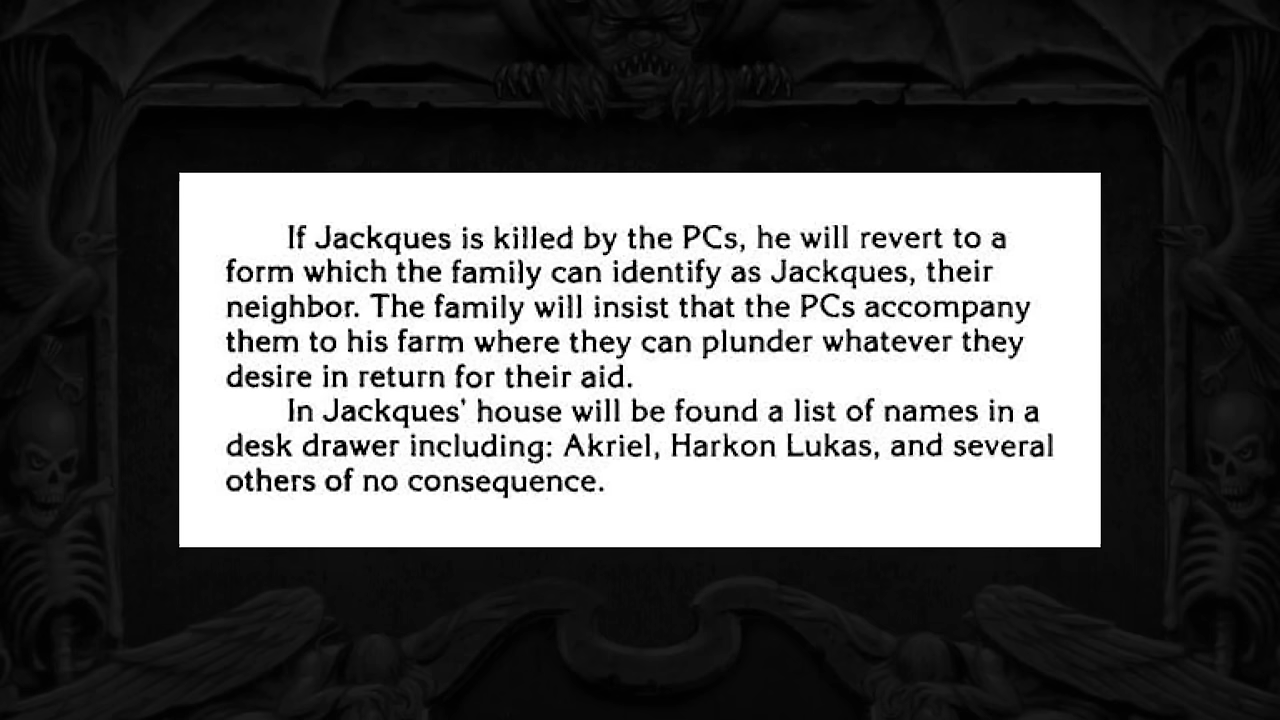 If Jackques is killed by the PCs, he will revert to a
form which the family can identify as Jackques, their
neighbor. The family will insist that the PCs accompany
them to his farm where they can plunder whatever they
desire in return for their aid.
In Jackques' house will be found a list of names in a
desk drawer including: Akriel, Harkon Lukas, and several
others of no consequence.